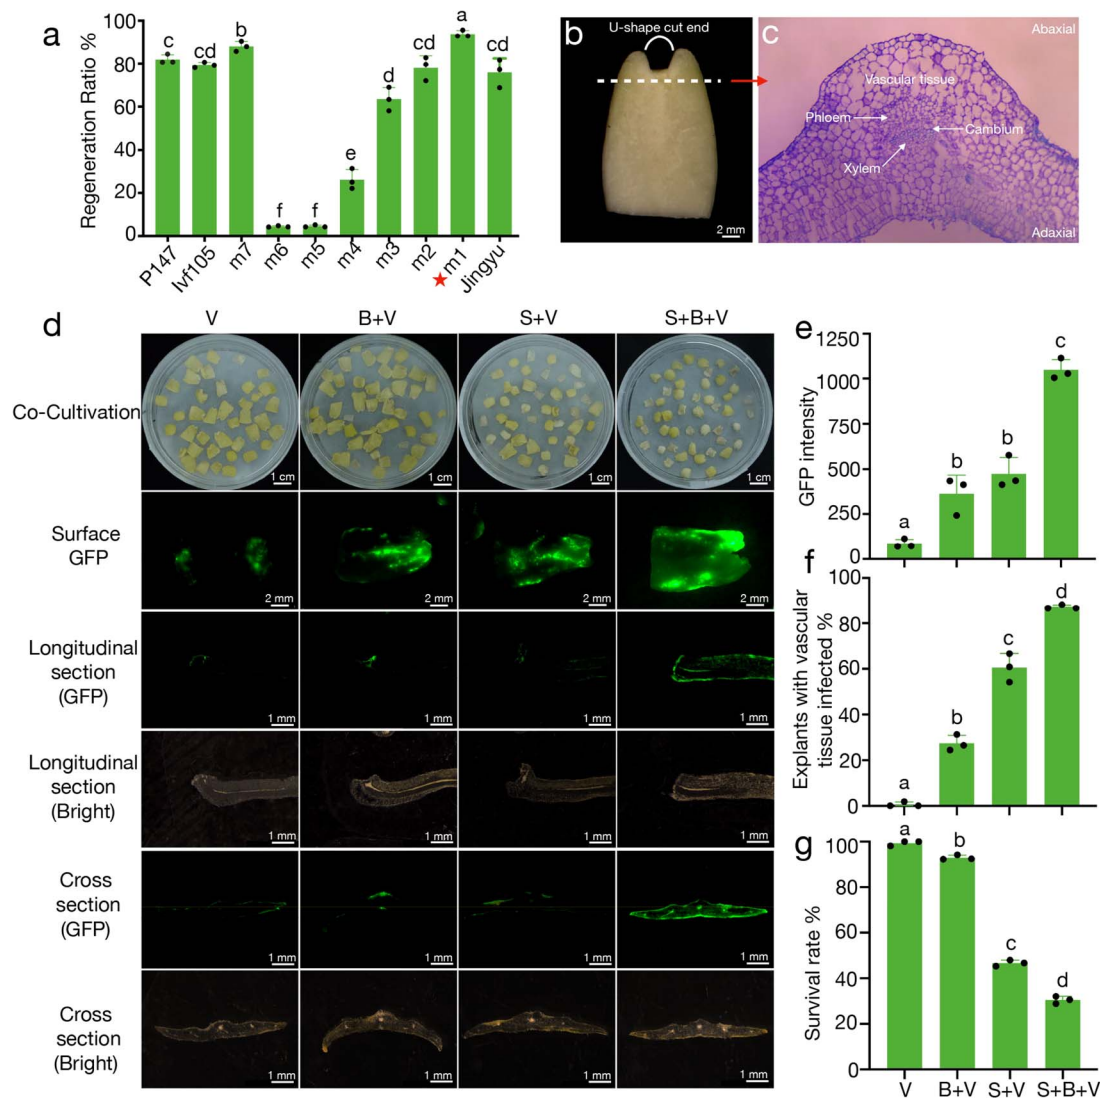 a
Regeneration Ratio %
100
80
60
40
20
0
c
cd
b
f
f
e
d
cd
a
cd
P147
Ivf105
m7
m6
m5
m4
m3
m2
m1
Jingyu
b
U-shape cut end
2 mm
c
Abaxial
Vascular tissue
Phloem
Cambium
Xylem
Adaxial
d
V
B+V
S+V
S+B+V
Co-Cultivation
1 cm
1 cm
1 cm
1 cm
Surface
GFP
2 mm
2 mm
2 mm
2 mm
Longitudinal
section
(GFP)
1 mm
1 mm
1 mm
1 mm
Longitudinal
section
(Bright)
1 mm
1 mm
1 mm
1 mm
Cross
section
(GFP)
1 mm
1 mm
1 mm
1 mm
Cross
section
(Bright)
1 mm
1 mm
1 mm
1 mm
e
GFP intensity
1250
1000
750
500
250
0
a
b
b
c
f
Explants with vascular
tissue infected %
100
80
60
40
20
0
a
b
c
d
g
Survival rate %
100
80
60
40
20
0
a
b
c
d
V
B+V
S+V
S+B+V